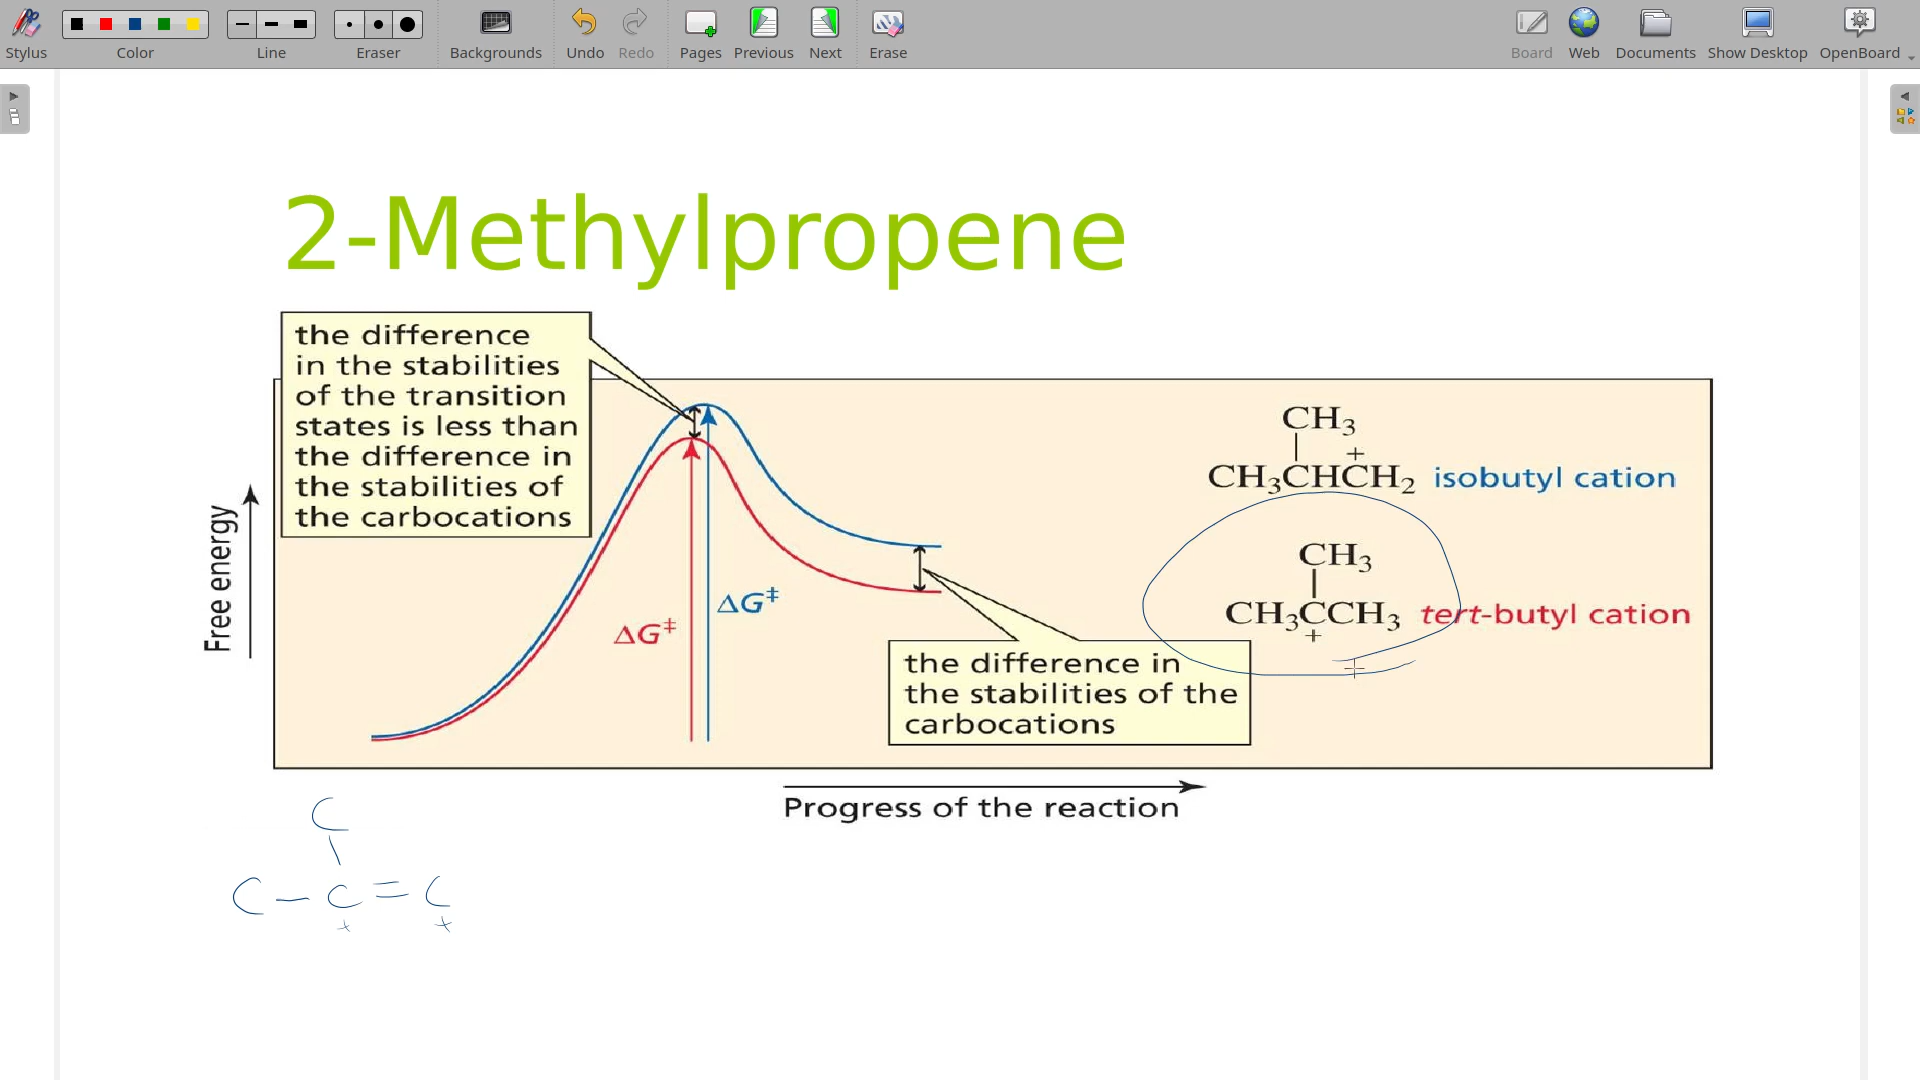 Stylus Color Line Eraser Backgrounds Undo Redo Pages Previous Next Erase Board Web Documents Show Desktop OpenBoard
2-Methylpropene
the difference
in the stabilities
of the transition
states is less than
the difference in
the stabilities of
the carbocations
Free energy
ΔG‡
ΔG‡
CH3
+
CH3CHCH2 isobutyl cation
CH3
CH3CCH3 tert-butyl cation
+
the difference in
the stabilities of the
carbocations
Progress of the reaction
C
C - C = C
+ +